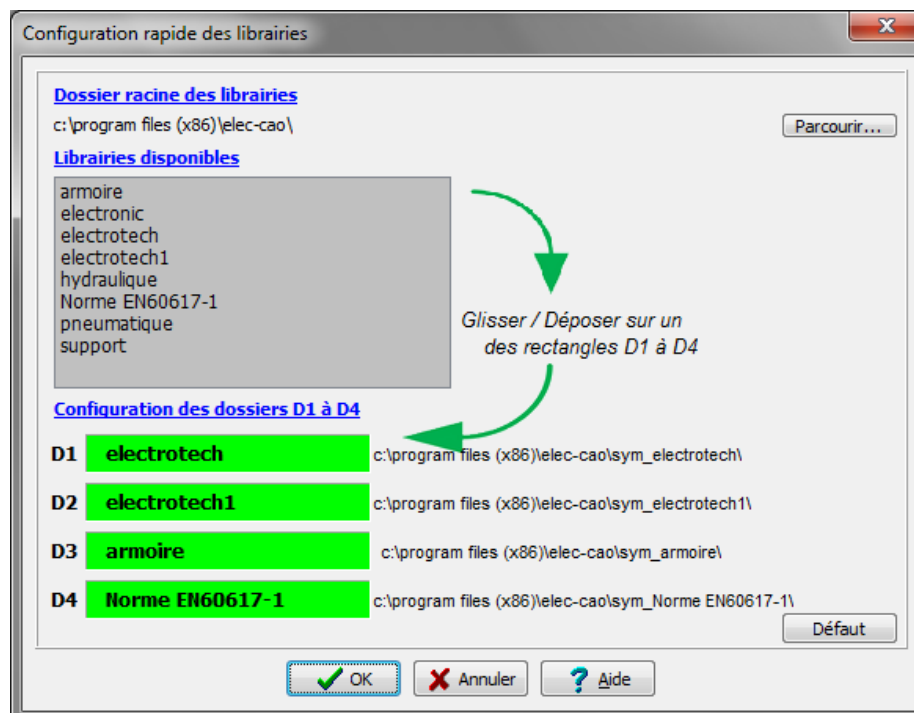 Configuration rapide des librairies
Dossier racine des librairies
c:\program files (x86)\elec-cao\
Parcourir...
Librairies disponibles
armoire
electronic
electrotech
electrotech1
hydraulique
Norme EN60617-1
pneumatique
support
Glisser / Déposer sur un
des rectangles D1 à D4
Configuration des dossiers D1 à D4
D1 electrotech c:\program files (x86)\elec-cao\sym_electrotech\
D2 electrotech1 c:\program files (x86)\elec-cao\sym_electrotech1\
D3 armoire c:\program files (x86)\elec-cao\sym_armoire\
D4 Norme EN60617-1 c:\program files (x86)\elec-cao\sym_Norme EN60617-1\
Défaut
OK Annuler Aide